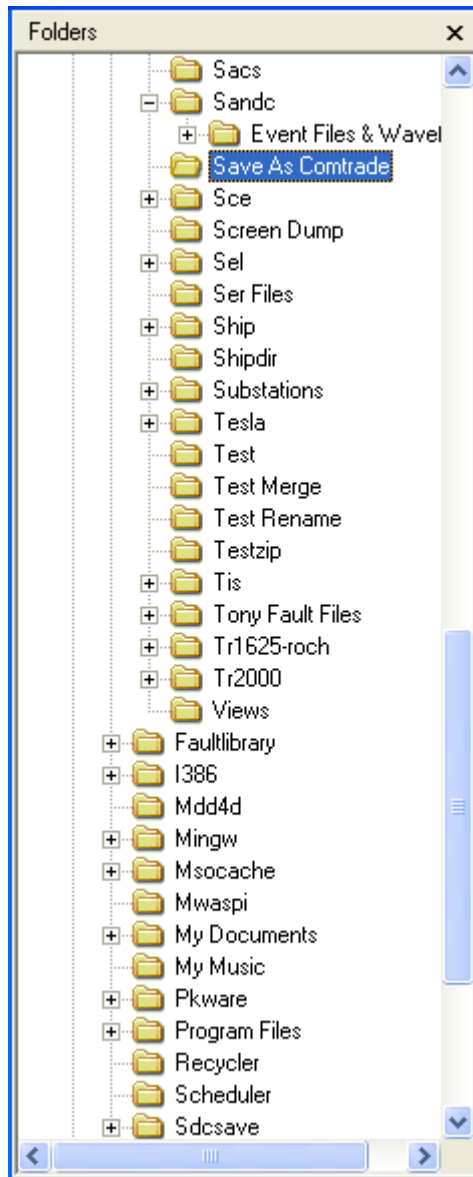 Folders
Sacs
Sandc
Event Files & Wavel
Save As Comtrade
Sce
Screen Dump
Sel
Ser Files
Ship
Shipdir
Substations
Tesla
Test
Test Merge
Test Rename
Testzip
Tis
Tony Fault Files
Tr1625-roch
Tr2000
Views
Faultlibrary
I386
Mdd4d
Mingw
Msocache
Mwaspi
My Documents
My Music
Pkware
Program Files
Recycler
Scheduler
Sdcsave